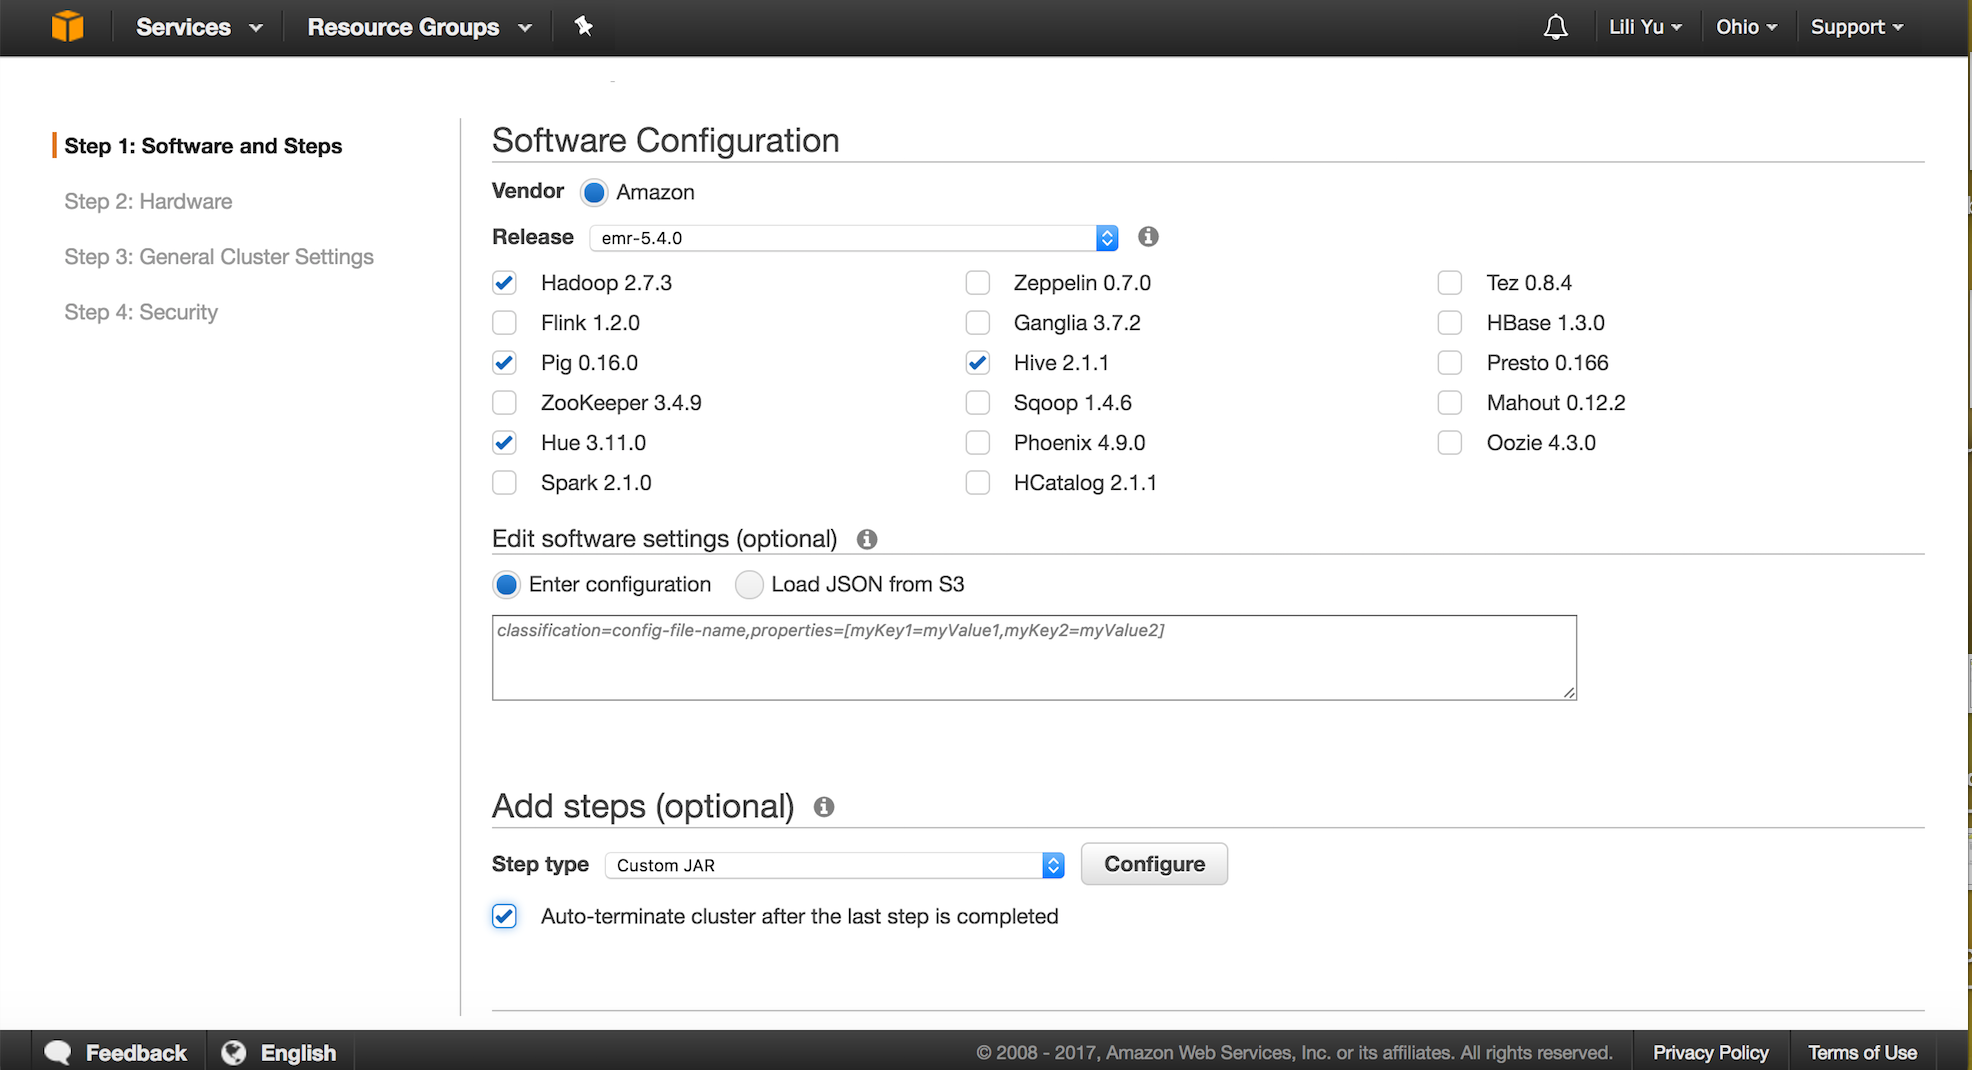 Services Resource Groups Lili Yu Ohio Support
Step 1: Software and Steps
Step 2: Hardware
Step 3: General Cluster Settings
Step 4: Security
Software Configuration
Vendor Amazon
Release emr-5.4.0
Hadoop 2.7.3 Zeppelin 0.7.0 Tez 0.8.4
Flink 1.2.0 Ganglia 3.7.2 HBase 1.3.0
Pig 0.16.0 Hive 2.1.1 Presto 0.166
ZooKeeper 3.4.9 Sqoop 1.4.6 Mahout 0.12.2
Hue 3.11.0 Phoenix 4.9.0 Oozie 4.3.0
Spark 2.1.0 HCatalog 2.1.1
Edit software settings (optional)
Enter configuration Load JSON from S3
classification=config-file-name,properties=[myKey1=myValue1,myKey2=myValue2]
Add steps (optional)
Step type Custom JAR Configure
Auto-terminate cluster after the last step is completed
Feedback English © 2008 - 2017, Amazon Web Services, Inc. or its affiliates. All rights reserved. Privacy Policy Terms of Use